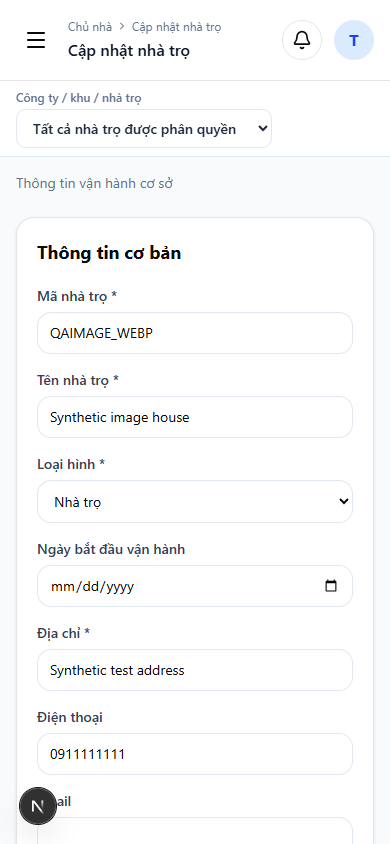 Chủ nhà > Cập nhật nhà trọ
Cập nhật nhà trọ
T
Công ty / khu / nhà trọ
Tất cả nhà trọ được phân quyền
Thông tin vận hành cơ sở
Thông tin cơ bản
Mã nhà trọ *
QAIMAGE_WEBP
Tên nhà trọ *
Synthetic image house
Loại hình *
Nhà trọ
Ngày bắt đầu vận hành
mm/dd/yyyy
Địa chỉ *
Synthetic test address
Điện thoại
0911111111
N